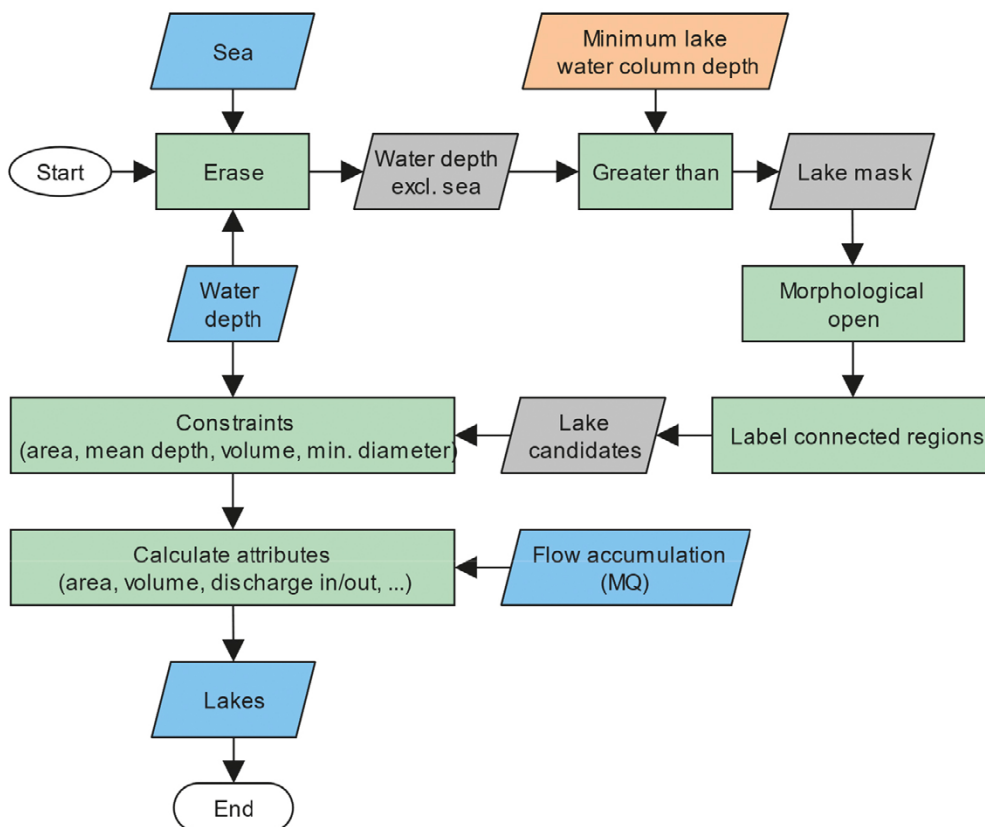 Sea
Minimum lake
water column depth
Start
Erase
Water depth
excl. sea
Greater than
Lake mask
Water
depth
Morphological
open
Constraints
(area, mean depth, volume, min. diameter)
Lake
candidates
Label connected regions
Calculate attributes
(area, volume, discharge in/out, ...)
Flow accumulation
(MQ)
Lakes
End